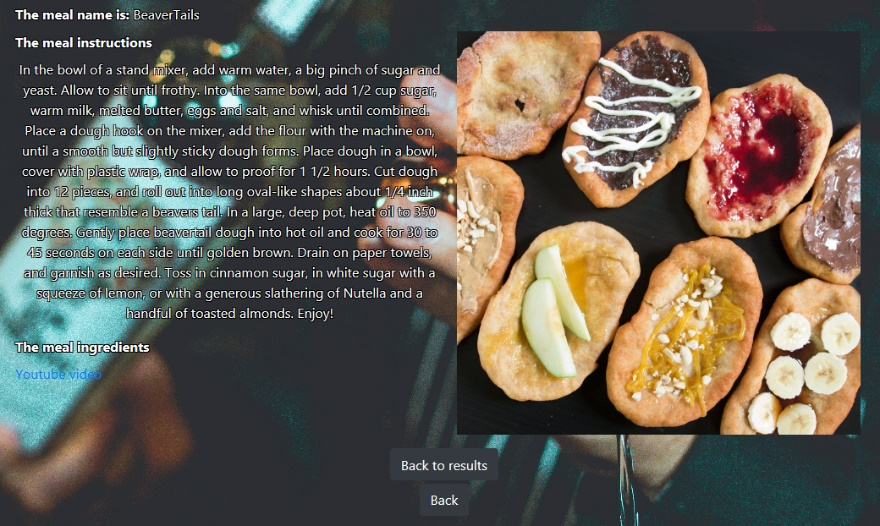 The meal name is: BeaverTails
The meal instructions
In the bowl of a stand mixer, add warm water, a big pinch of sugar and
yeast. Allow to sit until frothy. Into the same bowl, add 1/2 cup sugar,
warm milk, melted butter, eggs and salt, and whisk until combined.
Place a dough hook on the mixer, add the flour with the machine on,
until a smooth but slightly sticky dough forms. Place dough in a bowl,
cover with plastic wrap, and allow to proof for 1 1/2 hours. Cut dough
into 12 pieces, and roll out into long oval-like shapes about 1/4 inch
thick that resemble a beavers tail. In a large, deep pot, heat oil to 350
degrees. Gently place beavertail dough into hot oil and cook for 30 to
45 seconds on each side until golden brown. Drain on paper towels,
and garnish as desired. Toss in cinnamon sugar, in white sugar with a
squeeze of lemon, or with a generous slathering of Nutella and a
handful of toasted almonds. Enjoy!
The meal ingredients
Youtube video
Back to results
Back